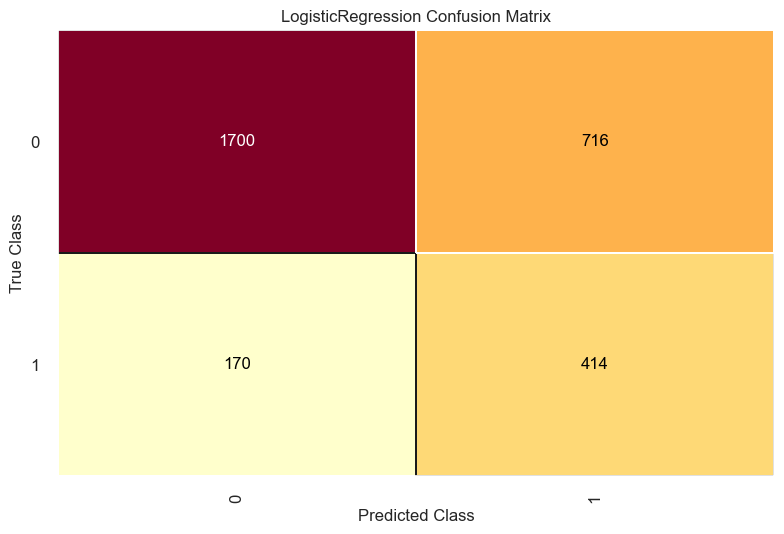 LogisticRegression Confusion Matrix
0
1700
716
True Class
1
170
414
0
1
Predicted Class